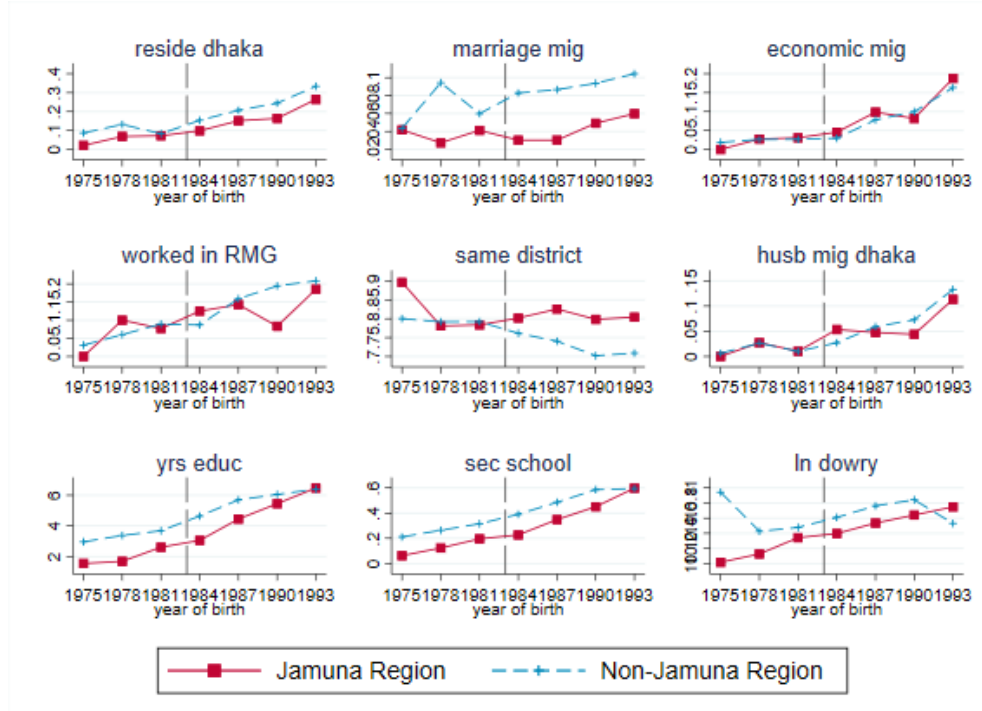 reside dhaka
0 .1 .2 .3 .4
1975 1978 1981 1984 1987 1990 1993
year of birth
marriage mig
.02.04.06.08.1
1975 1978 1981 1984 1987 1990 1993
year of birth
economic mig
0 .05 .1 .15 .2
1975 1978 1981 1984 1987 1990 1993
year of birth
worked in RMG
0 .05 .1 .15 .2
1975 1978 1981 1984 1987 1990 1993
year of birth
same district
.7 .75 .8 .85 .9
1975 1978 1981 1984 1987 1990 1993
year of birth
husb mig dhaka
0 .05 .1 .15
1975 1978 1981 1984 1987 1990 1993
year of birth
yrs educ
2 4 6
1975 1978 1981 1984 1987 1990 1993
year of birth
sec school
0 .2 .4 .6
1975 1978 1981 1984 1987 1990 1993
year of birth
ln dowry
1975 1978 1981 1984 1987 1990 1993
year of birth
Jamuna Region
Non-Jamuna Region